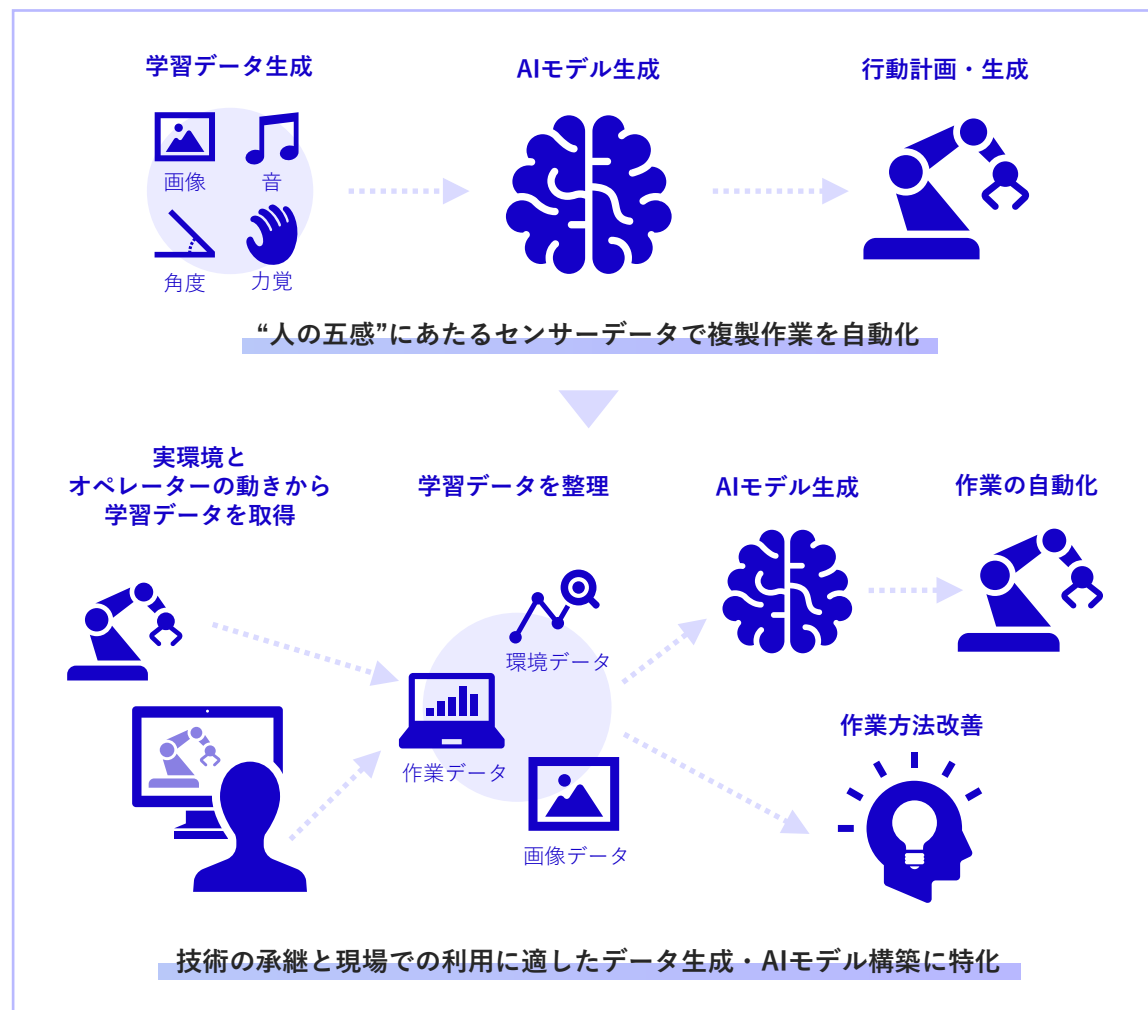 学習データ生成
AIモデル生成
行動計画・生成
画像
音
角度
力覚
“人の五感”にあたるセンサーデータで複製作業を自動化
実環境と
オペレーターの動きから
学習データを取得
学習データを整理
AIモデル生成
作業の自動化
環境データ
作業データ
画像データ
作業方法改善
技術の承継と現場での利用に適したデータ生成・AIモデル構築に特化